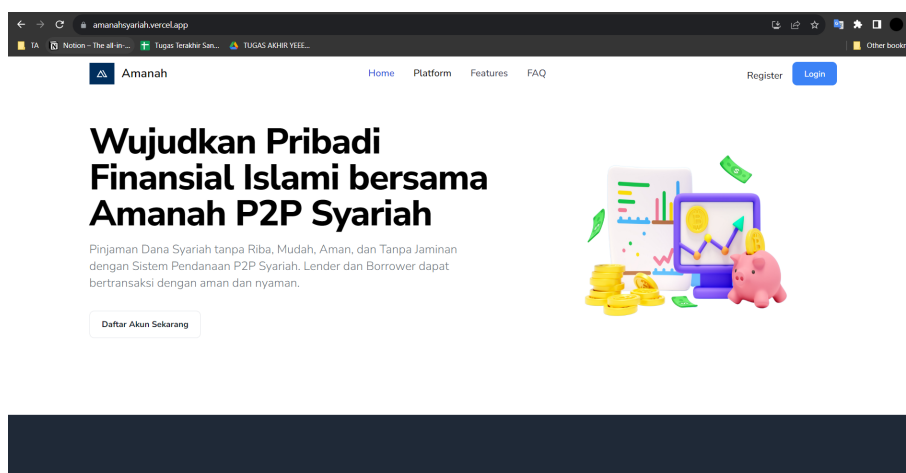 amanahsyariah.vercel.app
TA Notion – The all-in-... Tugas Terakhir San... TUGAS AKHIR YEEE... Other bookr
Amanah Home Platform Features FAQ Register Login
Wujudkan Pribadi
Finansial Islami bersama
Amanah P2P Syariah
Pinjaman Dana Syariah tanpa Riba, Mudah, Aman, dan Tanpa Jaminan
dengan Sistem Pendanaan P2P Syariah. Lender dan Borrower dapat
bertransaksi dengan aman dan nyaman.
Daftar Akun Sekarang